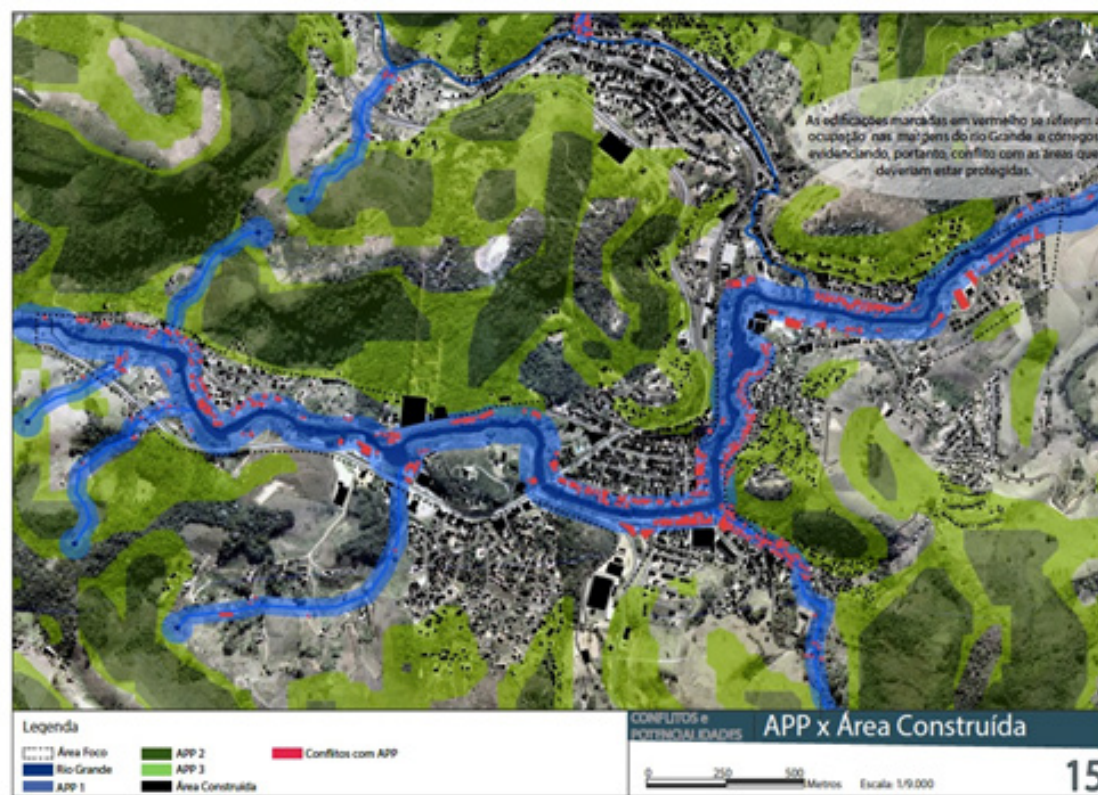 N
As edificações marcadas em vermelho se referem a
ocupação nas margens do rio Grande e córregos
evidenciando, portanto, conflito com as áreas que
deveriam estar protegidas.
Legenda
Área Foco
Rio Grande
APP 1
APP 2
APP 3
Área Construída
Conflitos com APP
CONFLITOS e
POTENCIALIDADES
APP x Área Construída
0 250 500
Metros
Escala: 1/9.000
15